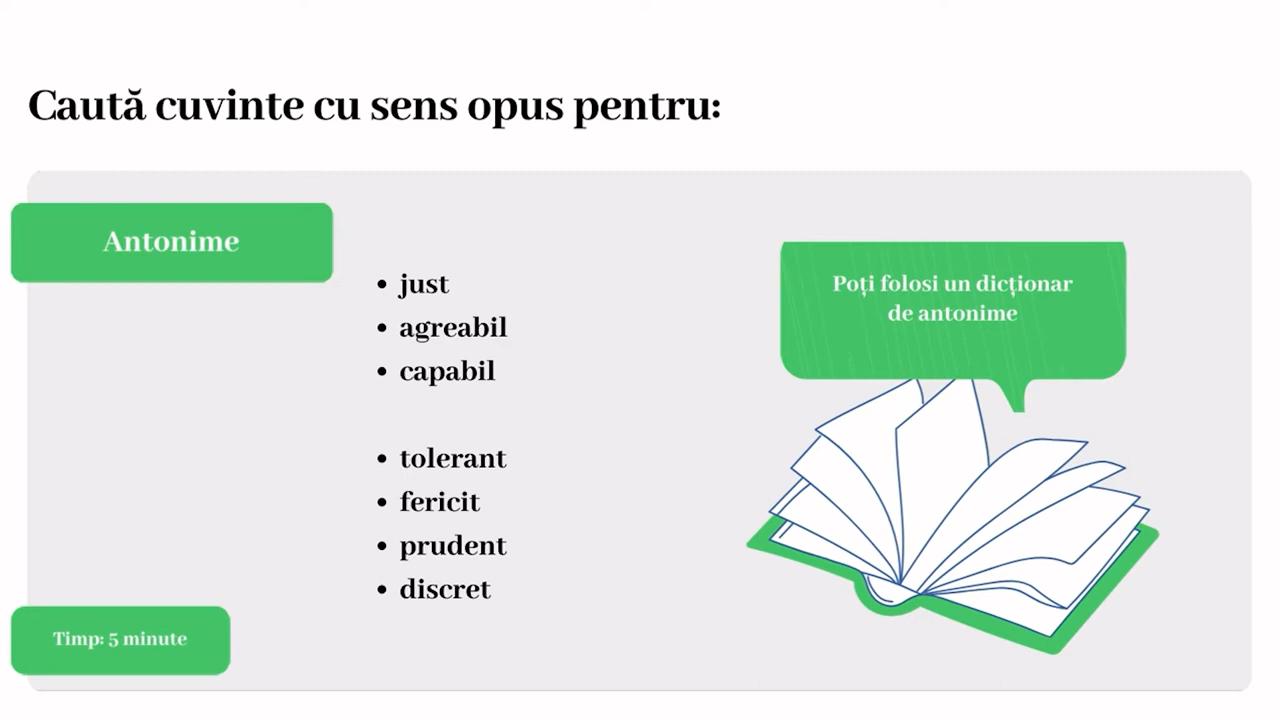 Caută cuvinte cu sens opus pentru:
Antonime
• just
• agreabil
• capabil
• tolerant
• fericit
• prudent
• discret
Poți folosi un dicționar
de antonime
Timp: 5 minute